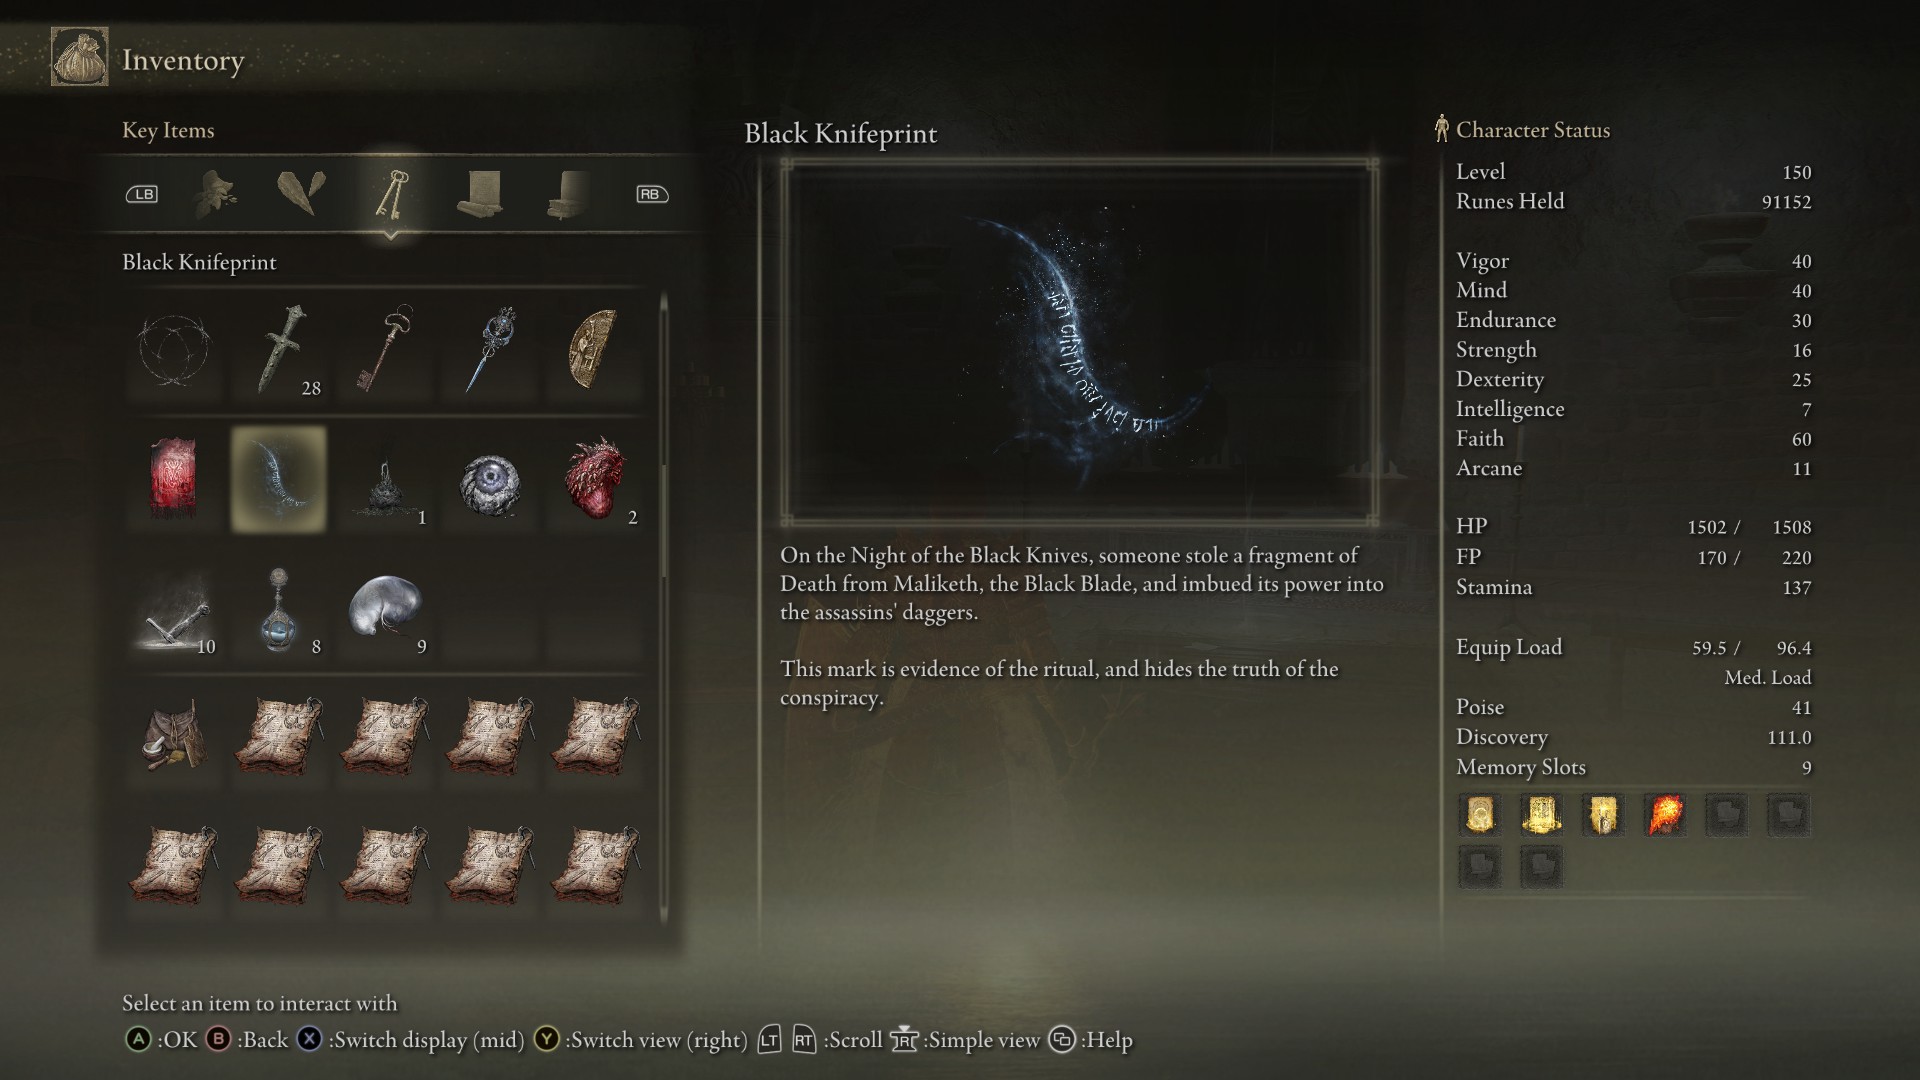 Inventory
Key Items
LB
RB
Black Knifeprint
28
1
2
10
8
9
Black Knifeprint
On the Night of the Black Knives, someone stole a fragment of
Death from Maliketh, the Black Blade, and imbued its power into
the assassins' daggers.
This mark is evidence of the ritual, and hides the truth of the
conspiracy.
Character Status
Level 150
Runes Held 91152
Vigor 40
Mind 40
Endurance 30
Strength 16
Dexterity 25
Intelligence 7
Faith 60
Arcane 11
HP 1502 / 1508
FP 170 / 220
Stamina 137
Equip Load 59.5 / 96.4
Med. Load
Poise 41
Discovery 111.0
Memory Slots 9
Select an item to interact with
A :OK B :Back X :Switch display (mid) Y :Switch view (right) LT RT :Scroll R :Simple view :Help